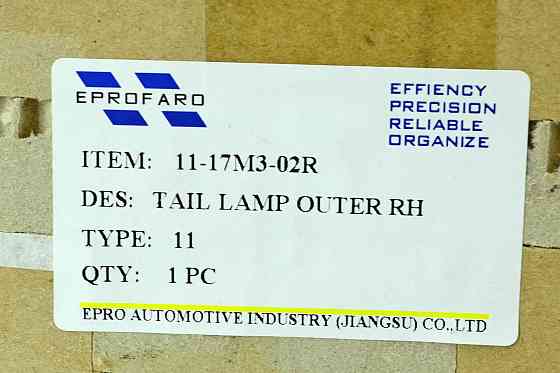 EPROFARO
EFFIENCY
PRECISION
RELIABLE
ORGANIZE
ITEM: 11-17M3-02R
DES: TAIL LAMP OUTER RH
TYPE: 11
QTY: 1 PC
EPRO AUTOMOTIVE INDUSTRY (JIANGSU) CO.,LTD